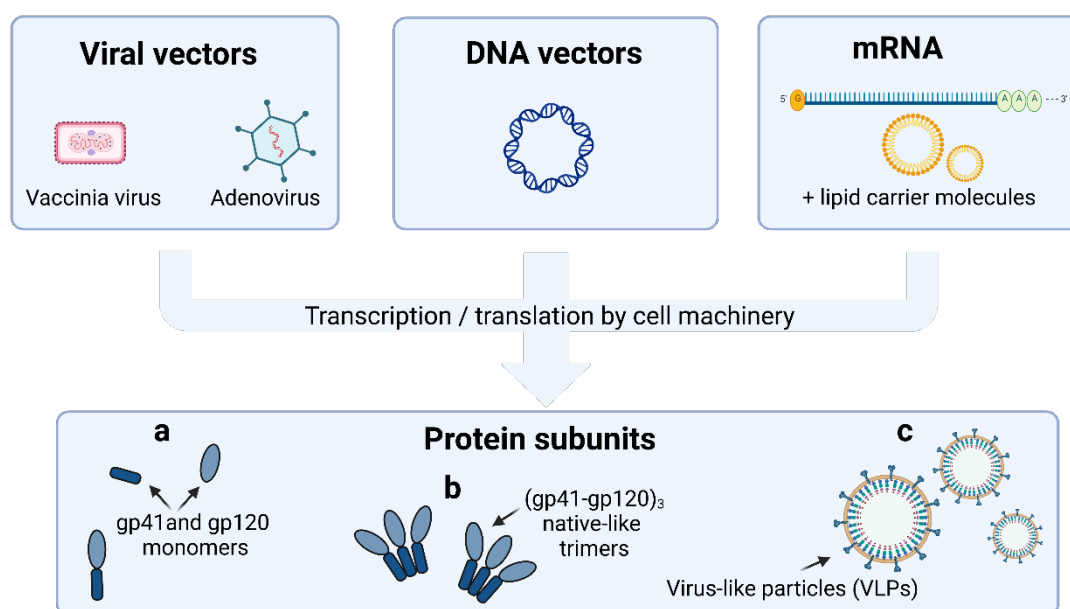 Viral vectors
Vaccinia virus
Adenovirus
DNA vectors
mRNA
5' G A A A ---3'
+ lipid carrier molecules
Transcription / translation by cell machinery
Protein subunits
a
gp41and gp120
monomers
b
(gp41-gp120)₃
native-like
trimers
c
Virus-like particles (VLPs)